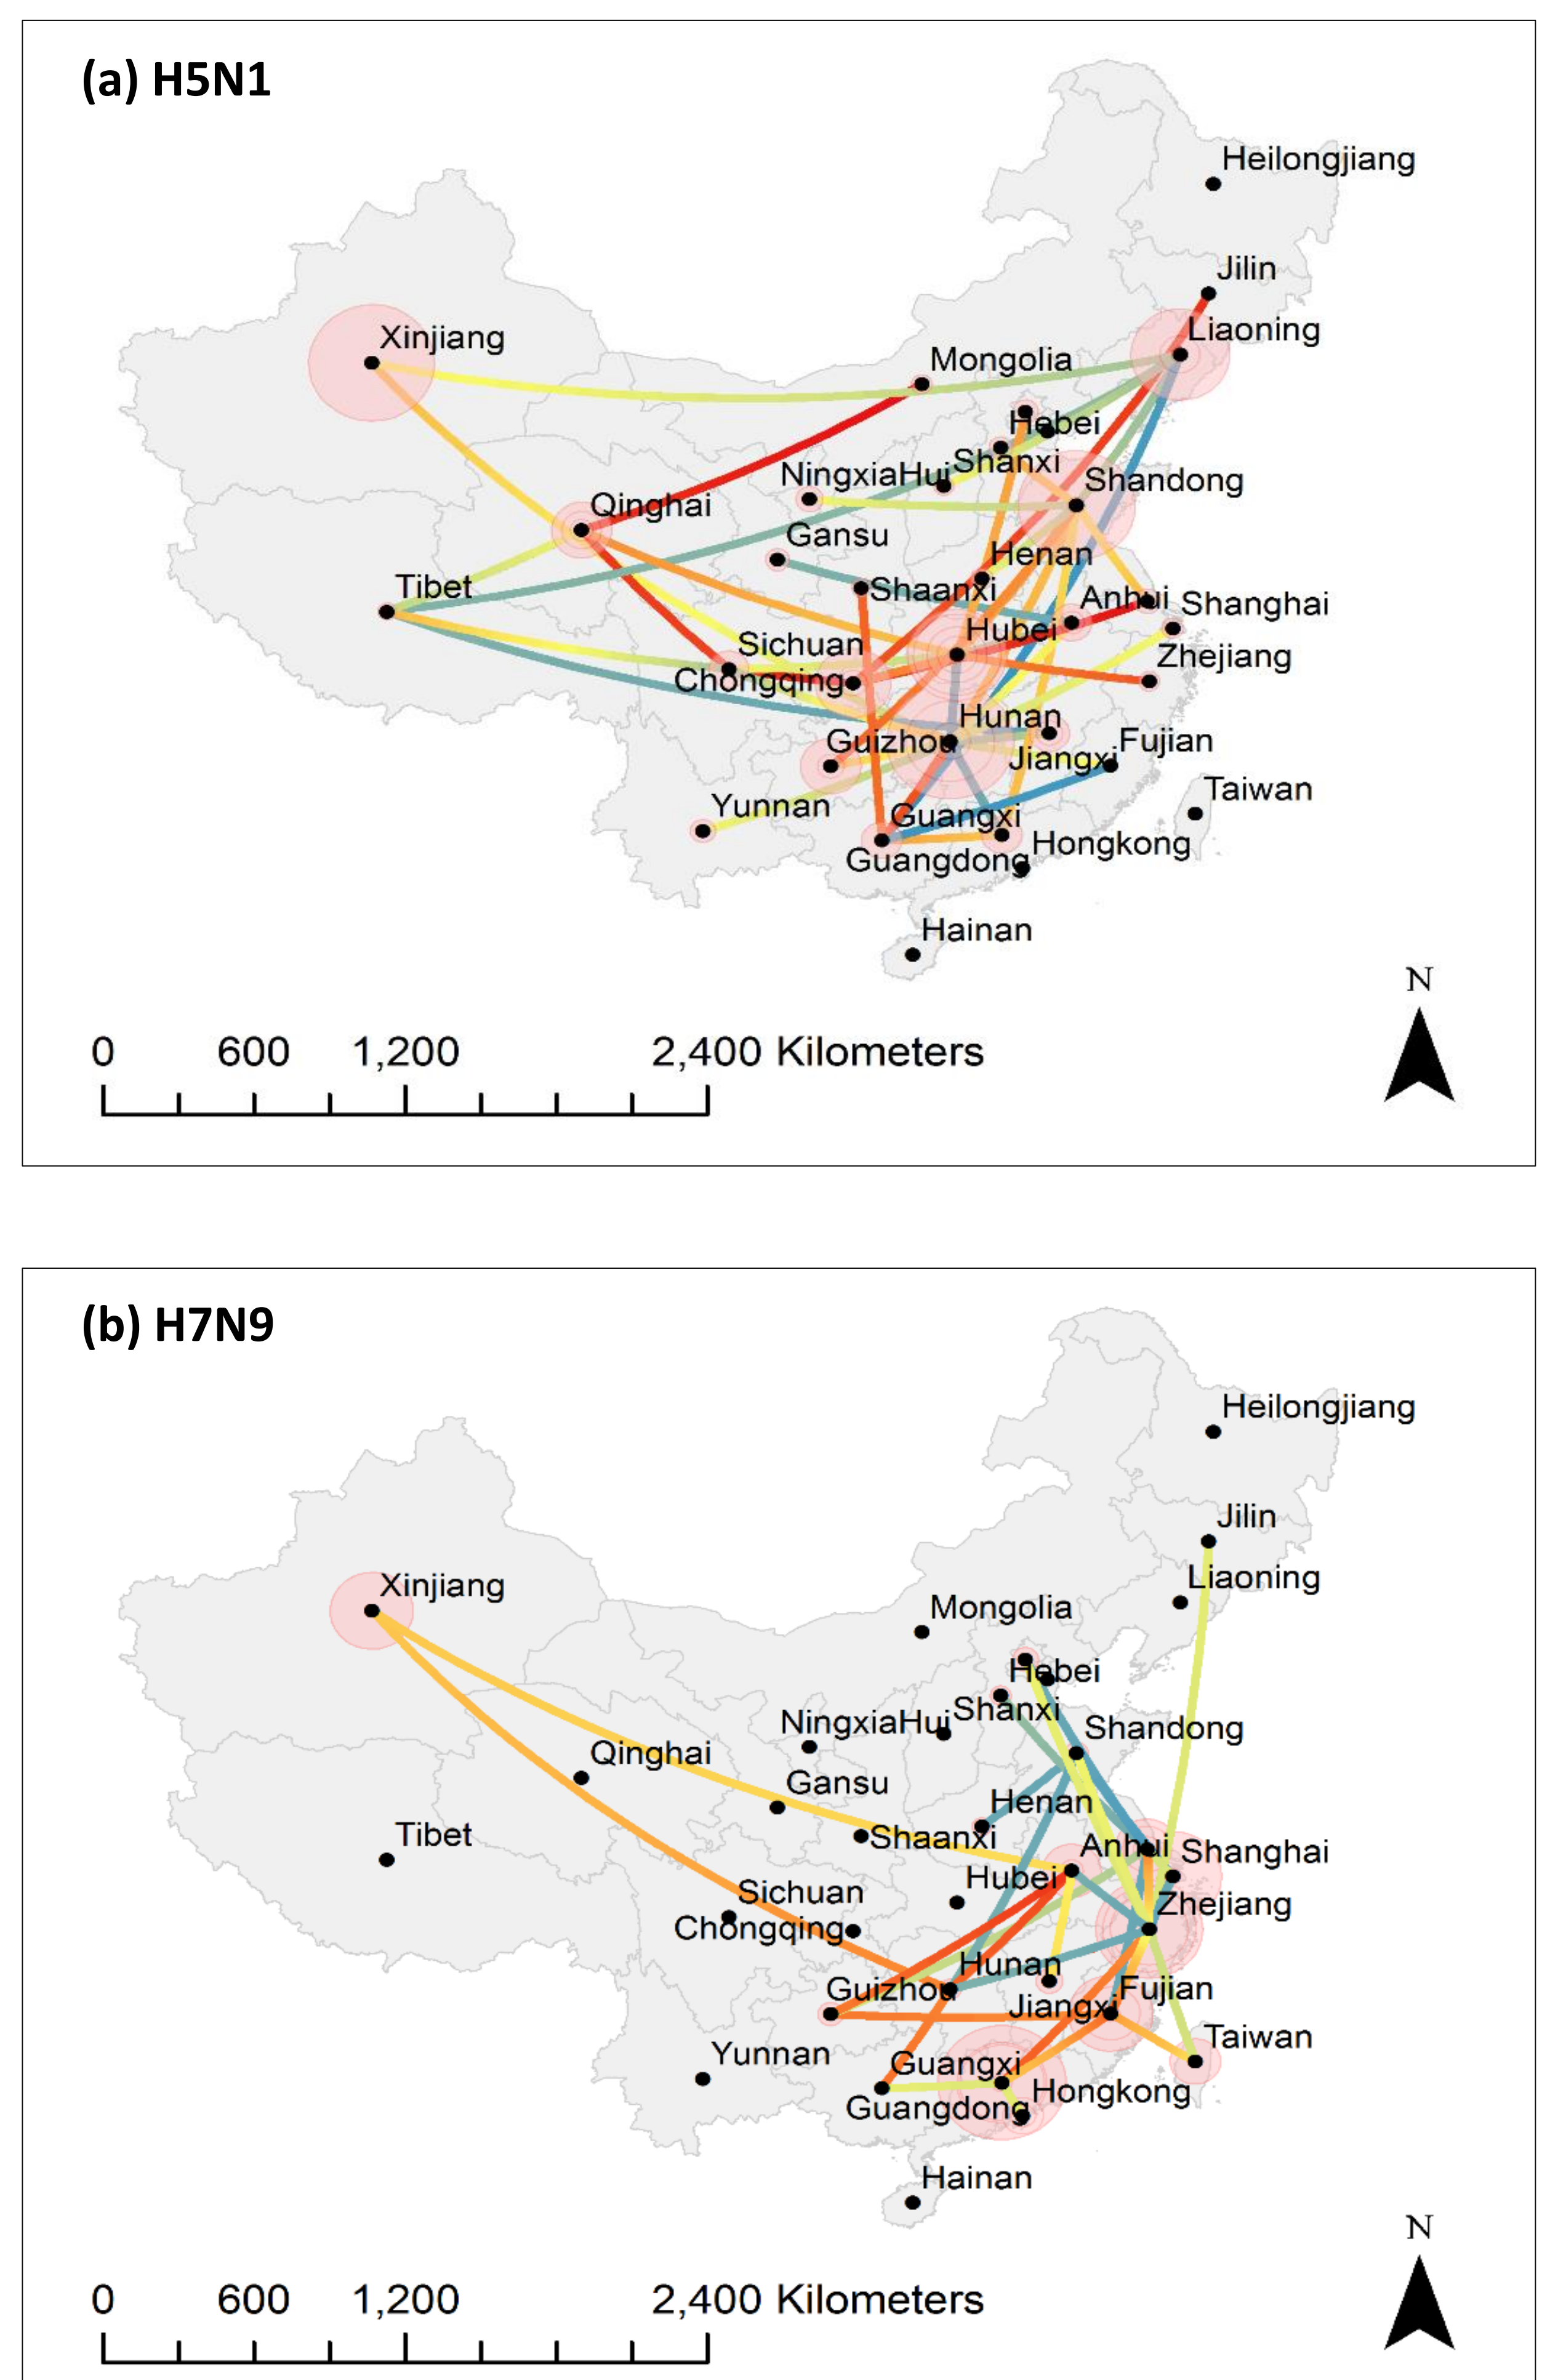 (a) H5N1
Heilongjiang
Jilin
Liaoning
Xinjiang
Mongolia
Hebei
Shanxi
NingxiaHui
Shandong
Qinghai
Gansu
Henan
Tibet
Shaanxi
Anhui
Shanghai
Hubei
Sichuan
Zhejiang
Chongqing
Hunan
Guizhou
Fujian
Jiangxi
Taiwan
Yunnan
Guangxi
Hongkong
Guangdong
Hainan
N
0 600 1,200 2,400 Kilometers
(b) H7N9
Heilongjiang
Jilin
Liaoning
Xinjiang
Mongolia
Hebei
Shanxi
NingxiaHui
Shandong
Qinghai
Gansu
Henan
Tibet
Shaanxi
Anhui
Shanghai
Hubei
Sichuan
Zhejiang
Chongqing
Hunan
Guizhou
Fujian
Jiangxi
Taiwan
Yunnan
Guangxi
Hongkong
Guangdong
Hainan
N
0 600 1,200 2,400 Kilometers